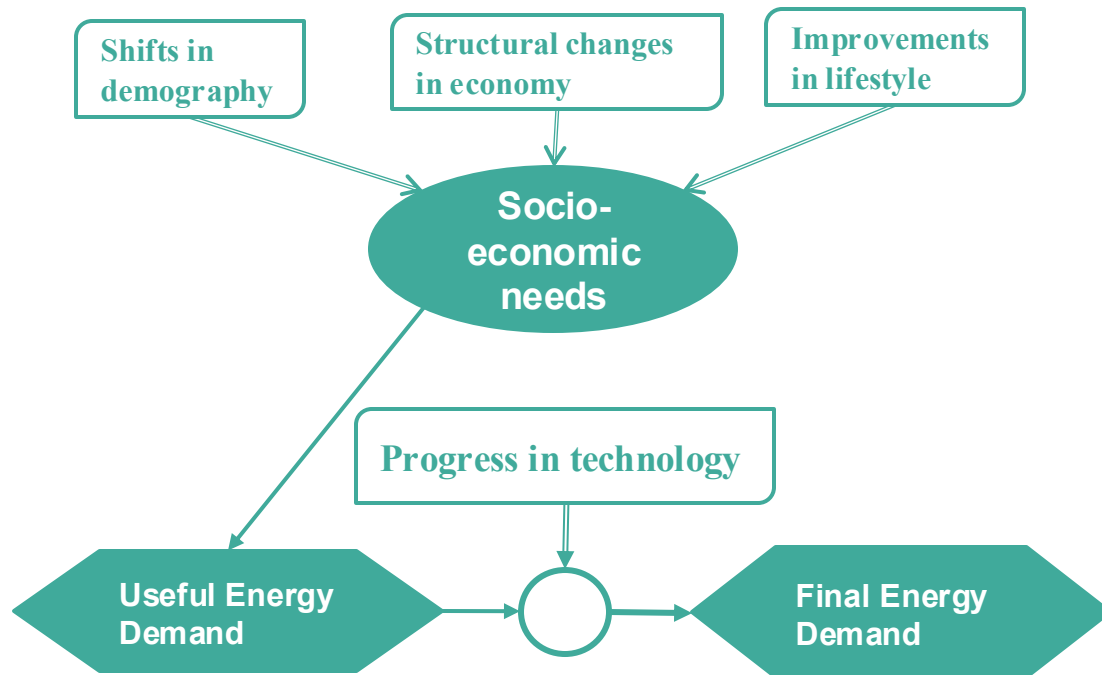 Shifts in
demography
Structural changes
in economy
Improvements
in lifestyle
Socio-
economic
needs
Progress in technology
Useful Energy
Demand
Final Energy
Demand